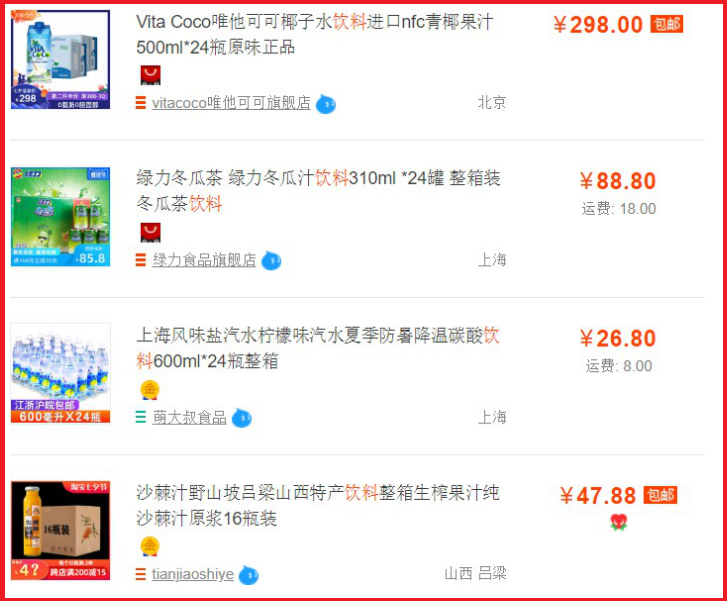 Vita Coco唯他可可椰子水饮料进口nfc青椰果汁
500ml*24瓶原味正品
¥298.00 包邮
vitacoco唯他可可旗舰店
北京
VITA
COCO
298
绿力冬瓜茶 绿力冬瓜汁饮料310ml *24罐 整箱装
冬瓜茶饮料
¥88.80
运费: 18.00
绿力食品旗舰店
上海
¥85.8
上海风味盐汽水柠檬味汽水夏季防暑降温碳酸饮
料600ml*24瓶整箱
¥26.80
运费: 8.00
萌大叔食品
上海
江浙沪皖包邮
600毫升X24瓶
沙棘汁野山坡吕梁山西特产饮料整箱生榨果汁纯
沙棘汁原浆16瓶装
¥47.88 包邮
tianjiaoshiye
山西 吕梁
淘宝七夕节
16瓶装
跨店满200减15